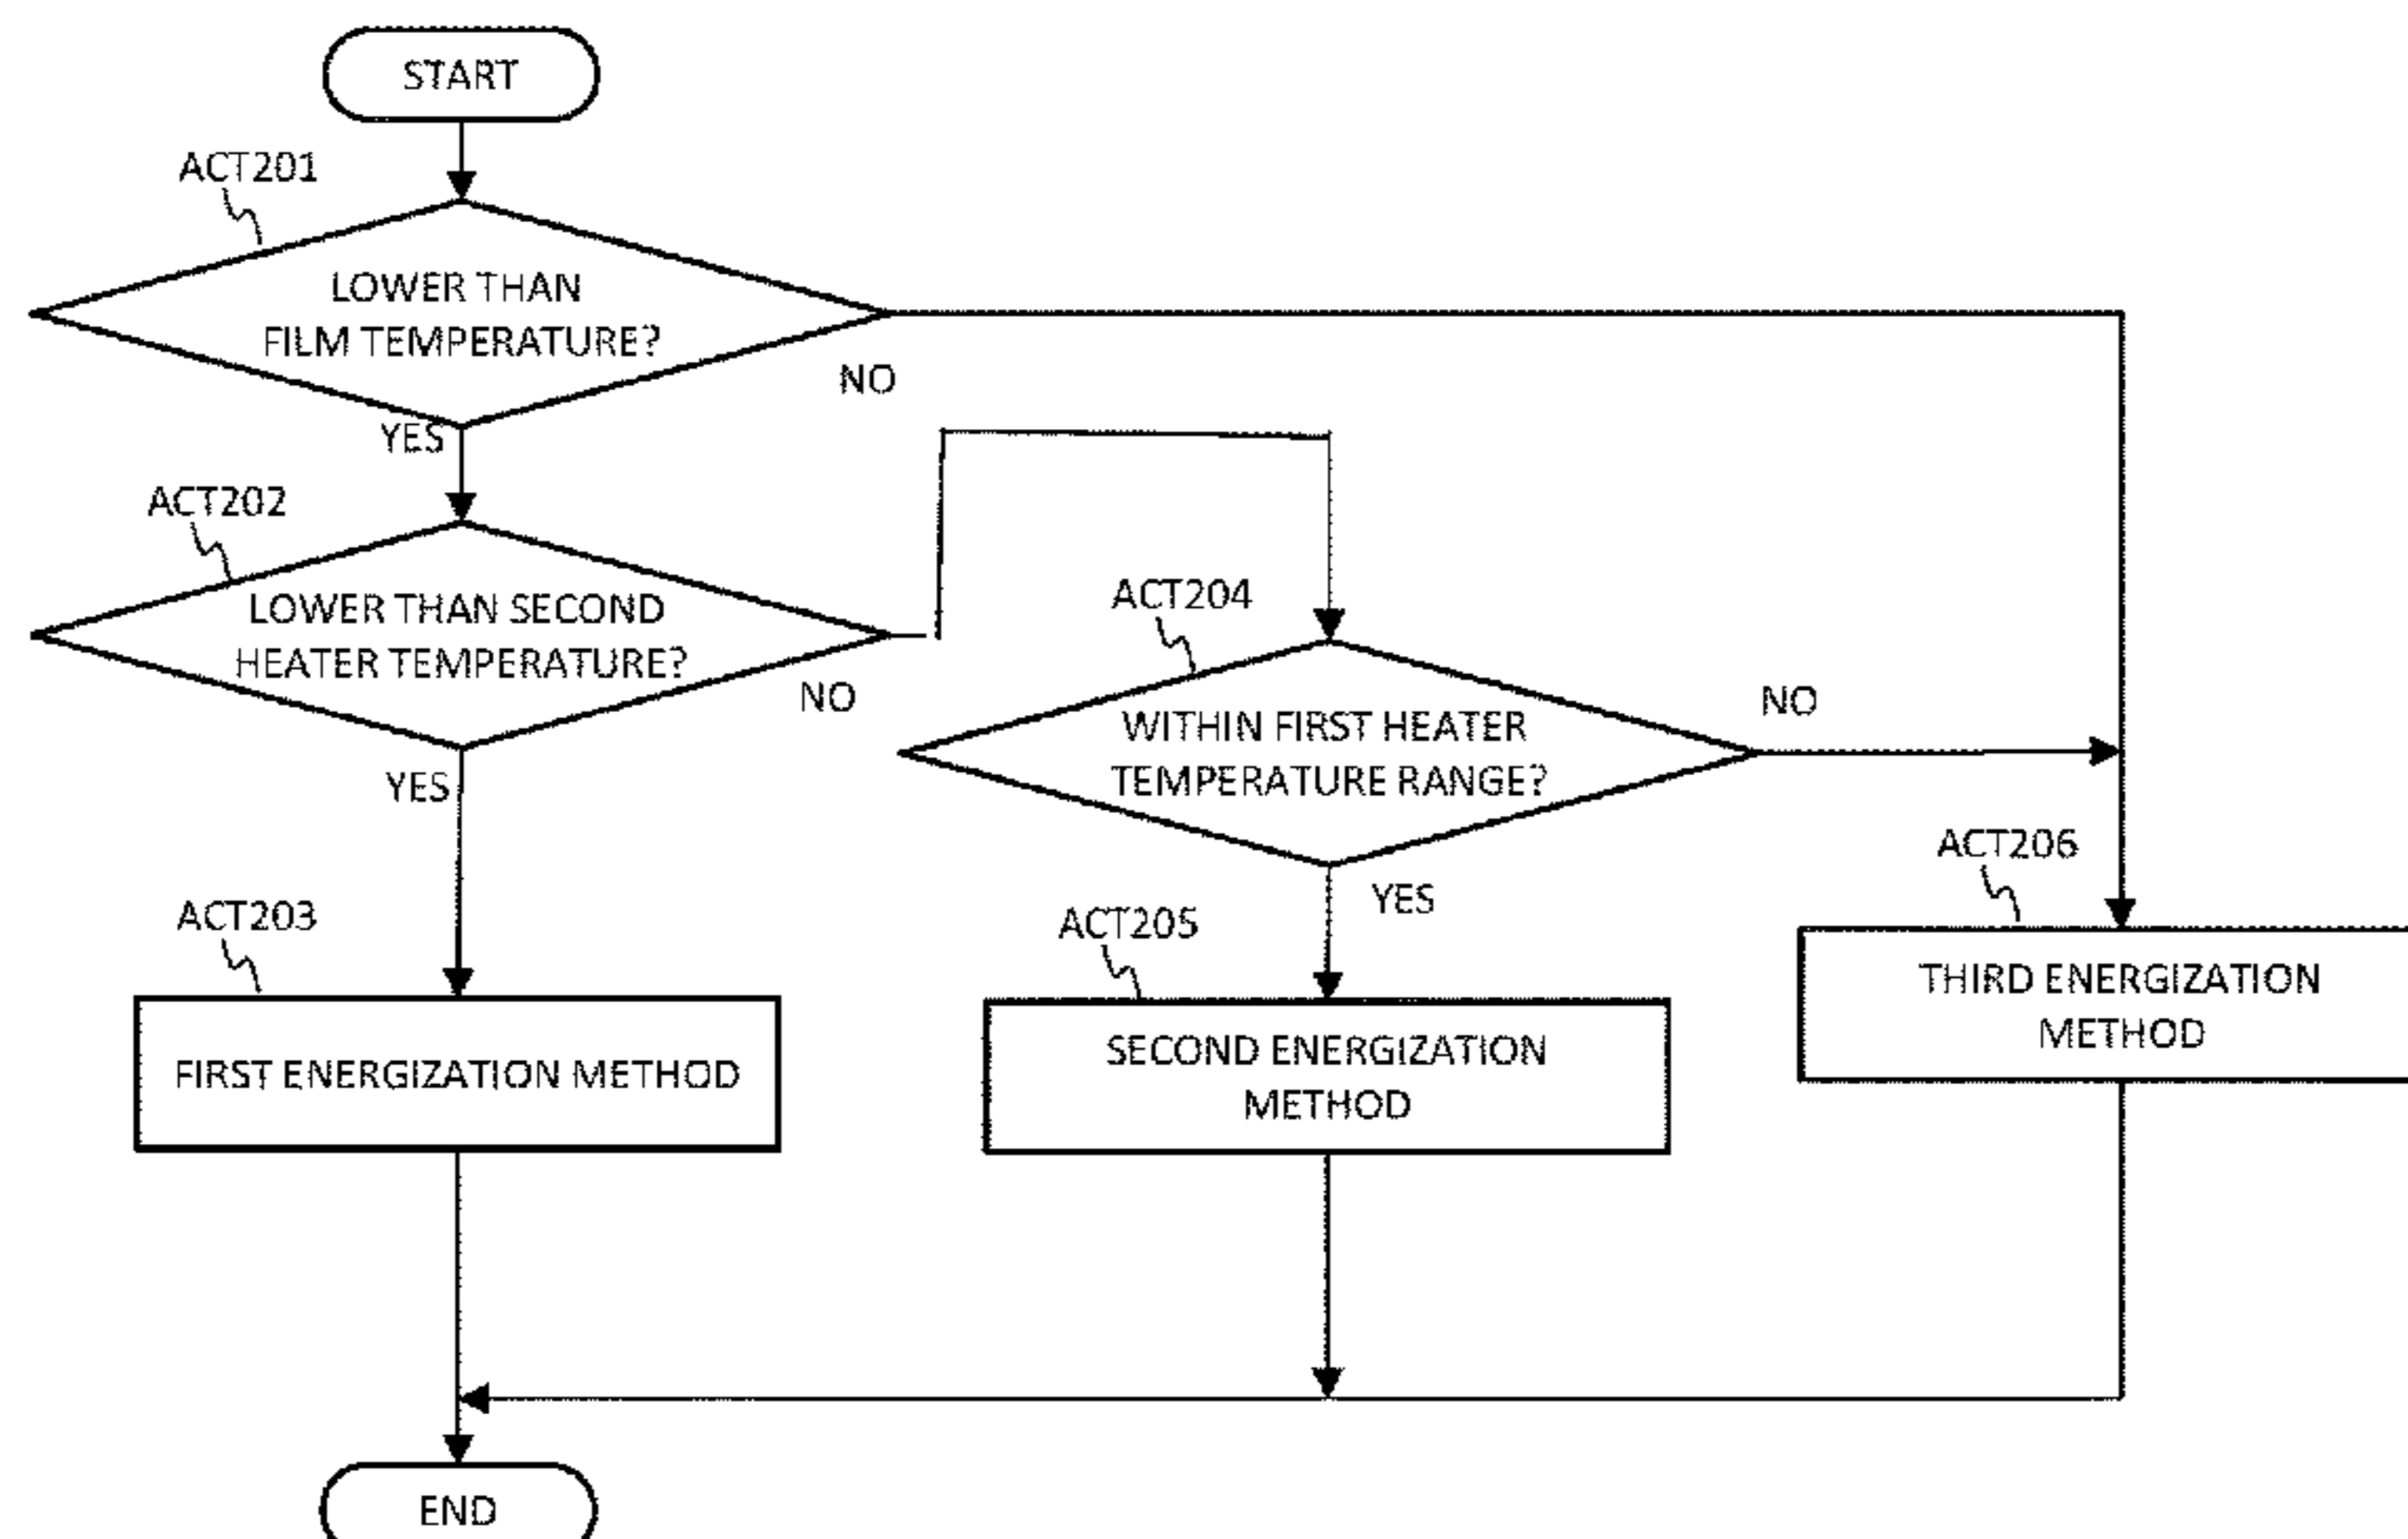 START
ACT201
LOWER THAN
FILM TEMPERATURE?
NO
YES
ACT202
LOWER THAN SECOND
HEATER TEMPERATURE?
NO
YES
ACT204
WITHIN FIRST HEATER
TEMPERATURE RANGE?
NO
YES
ACT203
FIRST ENERGIZATION METHOD
ACT205
SECOND ENERGIZATION
METHOD
ACT206
THIRD ENERGIZATION
METHOD
END